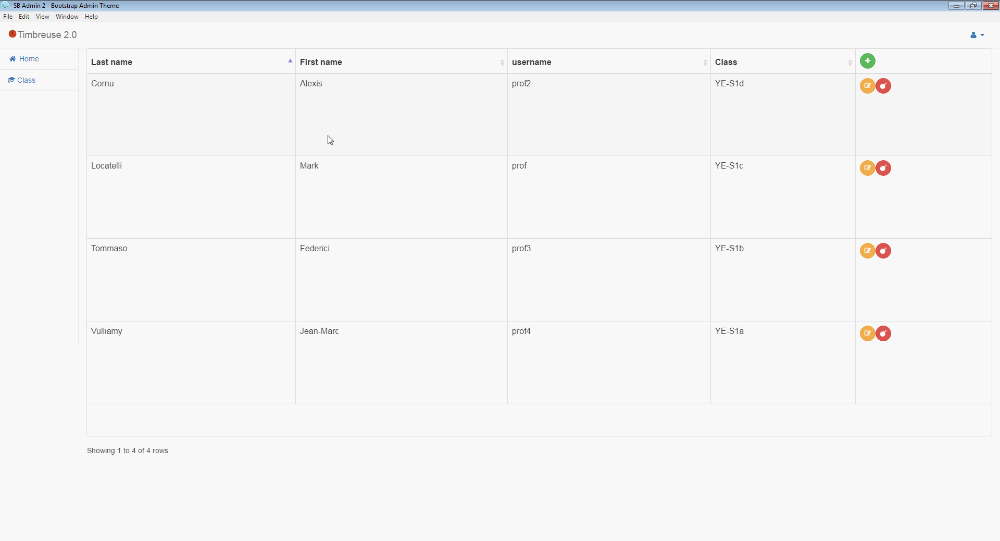 SB Admin 2 - Bootstrap Admin Theme
File Edit View Window Help
Timbreuse 2.0
Home
Class
Last name First name username Class
Cornu Alexis prof2 YE-S1d
Locatelli Mark prof YE-S1c
Tommaso Federici prof3 YE-S1b
Vulliamy Jean-Marc prof4 YE-S1a
Showing 1 to 4 of 4 rows